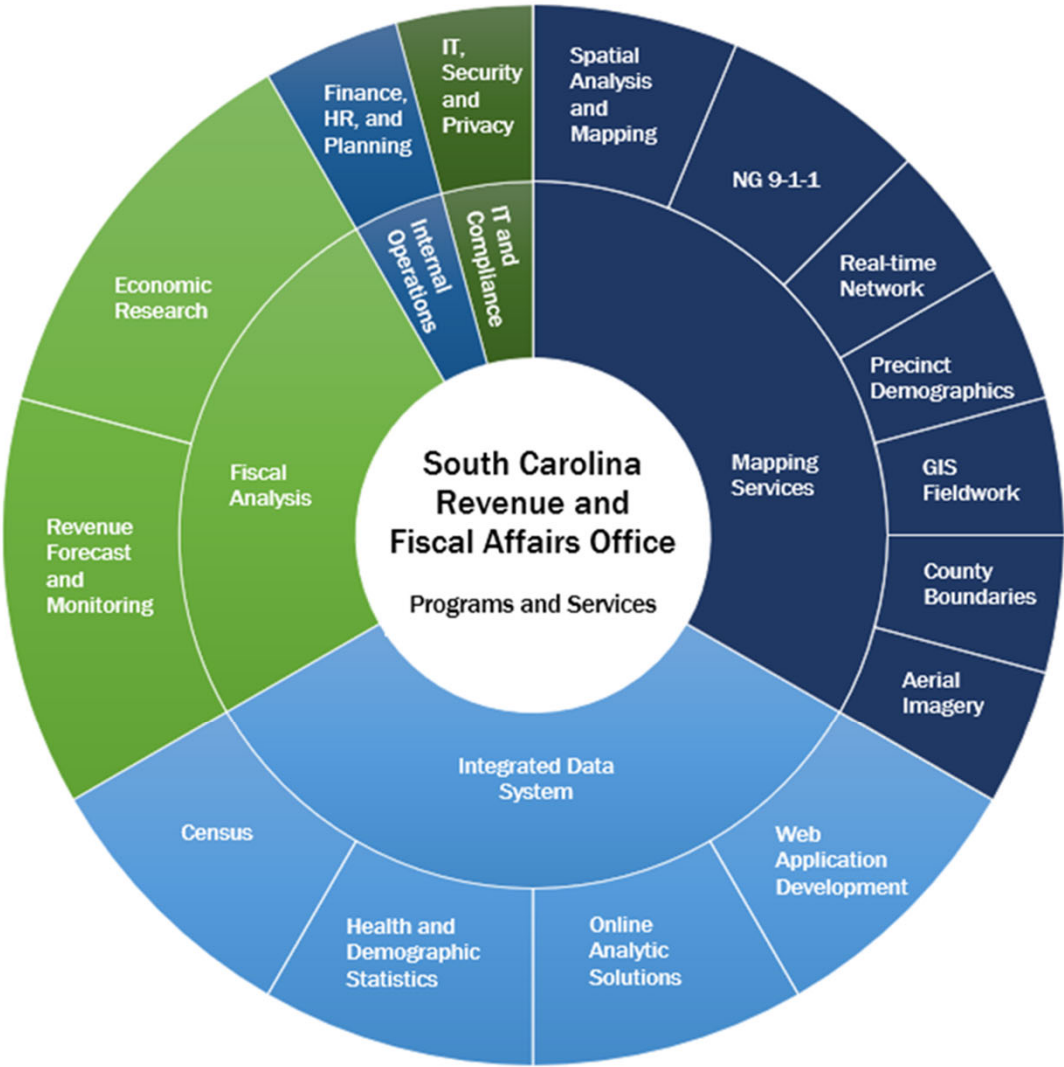 South Carolina
Revenue and
Fiscal Affairs Office
Programs and Services
Mapping
Services
Spatial
Analysis
and
Mapping
NG 9-1-1
Real-time
Network
Precinct
Demographics
GIS
Fieldwork
County
Boundaries
Aerial
Imagery
Integrated Data
System
Web
Application
Development
Online
Analytic
Solutions
Health and
Demographic
Statistics
Census
Fiscal
Analysis
Revenue
Forecast
and
Monitoring
Economic
Research
Internal
Operations
Finance,
HR, and
Planning
IT and
Compliance
IT,
Security
and
Privacy